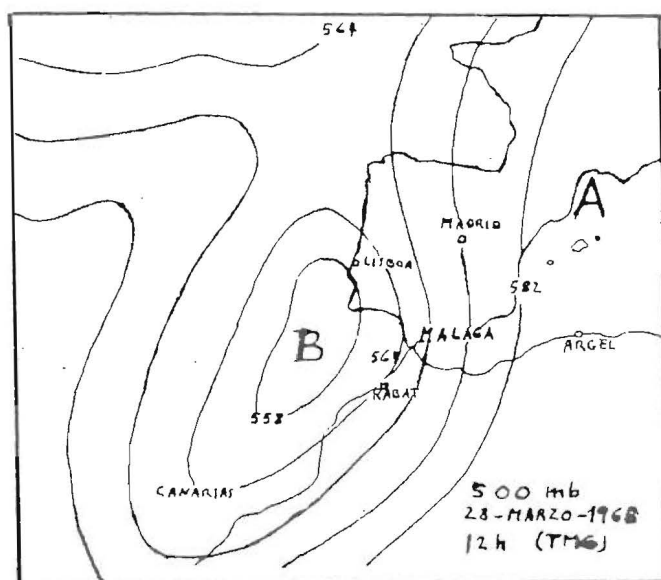 564
A
MADRID
LISBOA
582
MALAGA
B
ARGEL
564
RABAT
558
CANARIAS
500 mb
28-MARZO-1968
12h (TMG)